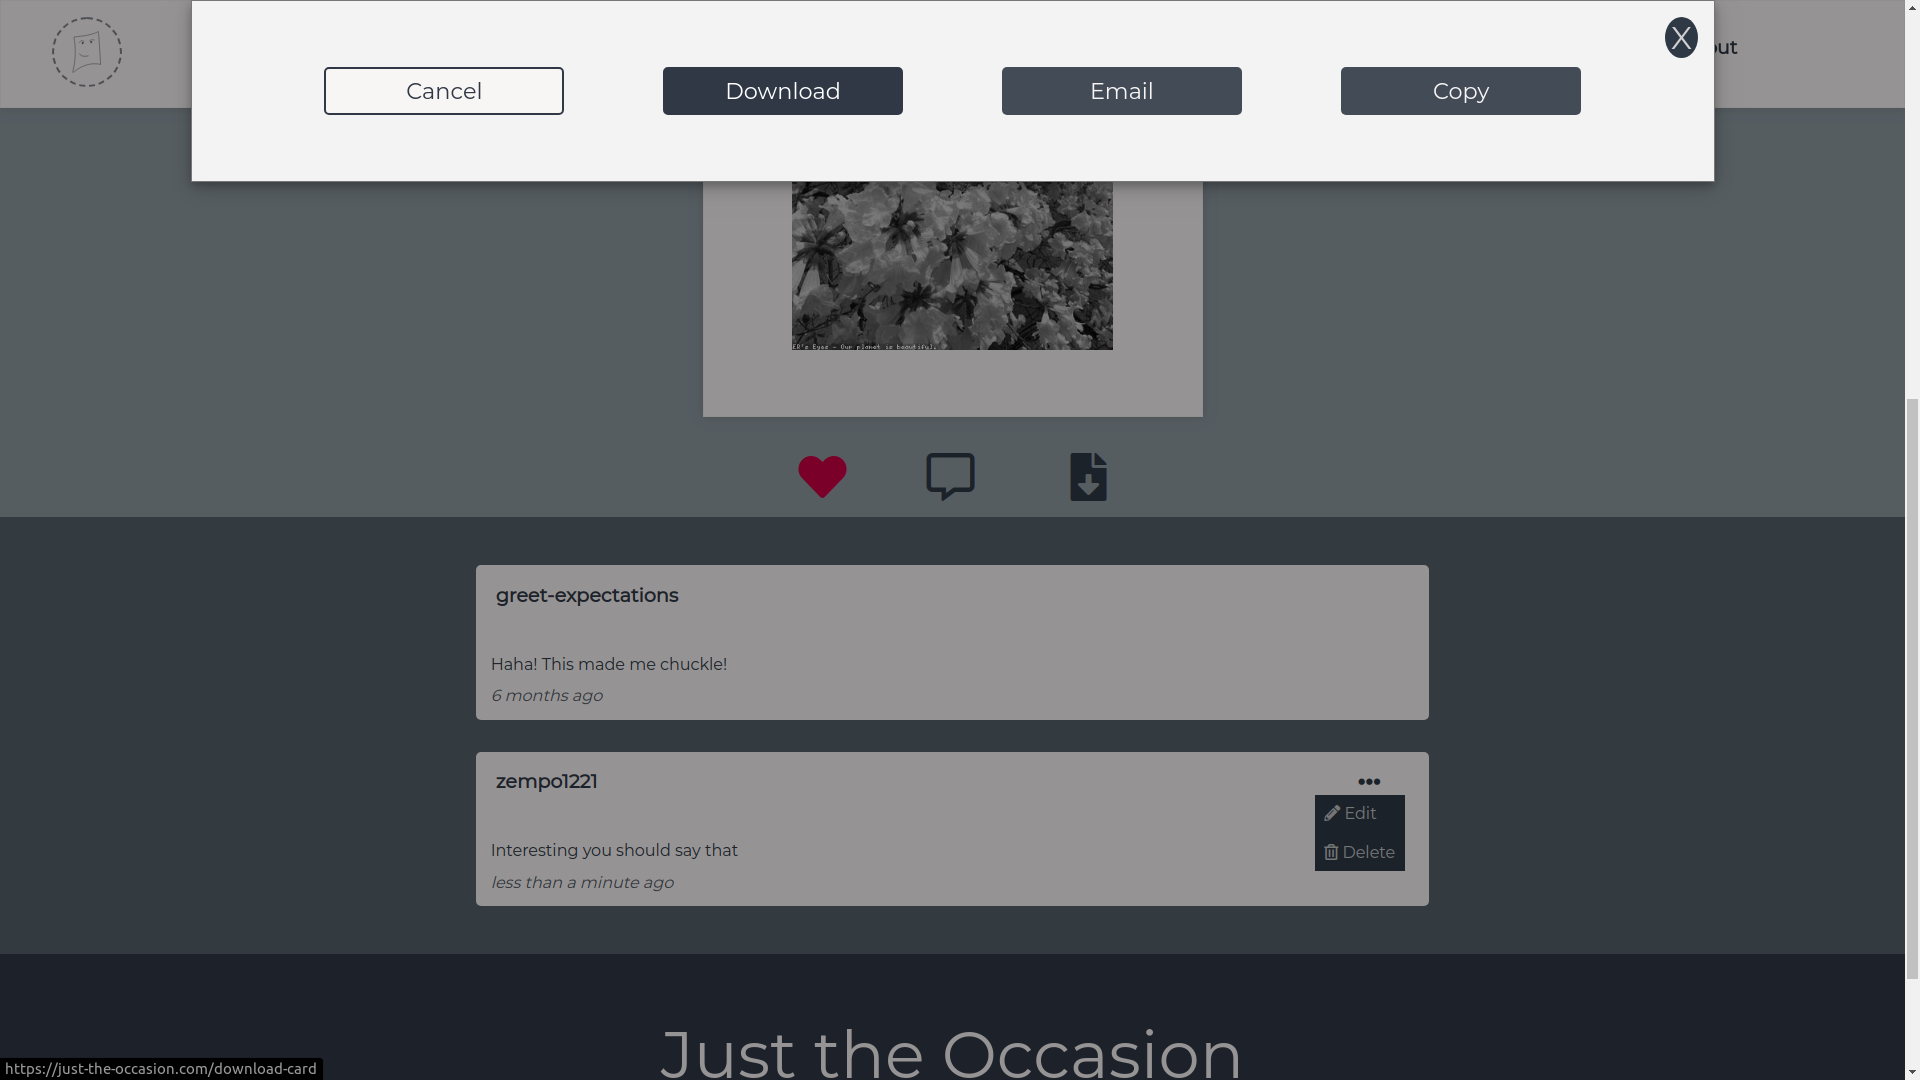 X
out
Cancel
Download
Email
Copy
ER's Eyes - Our planet is beautiful.
greet-expectations
Haha! This made me chuckle!
6 months ago
zempo1221
•••
Edit
Delete
Interesting you should say that
less than a minute ago
Just the Occasion
https://just-the-occasion.com/download-card